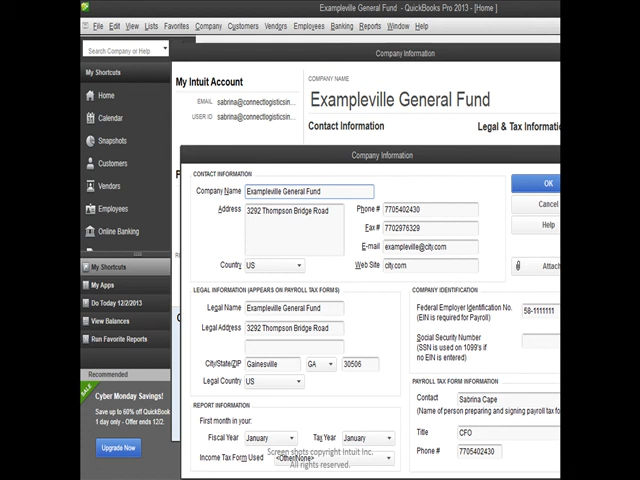 Exampleville General Fund - QuickBooks Pro 2013 - [Home ]
File Edit View Lists Favorites Company Customers Vendors Employees Banking Reports Window Help
Search Company or Help
Company Information
My Shortcuts
Home
Calendar
Snapshots
Customers
Vendors
Employees
Online Banking
My Shortcuts
My Apps
Do Today 12/2/2013
View Balances
Run Favorite Reports
Recommended
SALE
Cyber Monday Savings!
Save up to 60% off QuickBook
1 day only - Offer ends 12/2.
Upgrade Now
My Intuit Account
EMAIL sabrina@connectlogisticsin...
USER ID sabrina@connectlogisticsin...
COMPANY NAME
Exampleville General Fund
Contact Information
Legal & Tax Informatio
Company Information
CONTACT INFORMATION
Company Name Exampleville General Fund
Address 3292 Thompson Bridge Road
Country US
Phone # 7705402430
Fax # 7702976329
E-mail exampleville@city.com
Web Site city.com
OK
Cancel
Help
Attach
LEGAL INFORMATION (APPEARS ON PAYROLL TAX FORMS)
Legal Name Exampleville General Fund
Legal Address 3292 Thompson Bridge Road
City/State/ZIP Gainesville GA 30506
Legal Country US
COMPANY IDENTIFICATION
Federal Employer Identification No. 58-1111111
(EIN is required for Payroll)
Social Security Number
(SSN is used on 1099's if
no EIN is entered)
REPORT INFORMATION
First month in your:
Fiscal Year January Tax Year January
Income Tax Form Used <Other/None>
PAYROLL TAX FORM INFORMATION
Contact Sabrina Cape
(Name of person preparing and signing payroll tax fo
Title CFO
Phone # 7705402430
Screen shots copyright Intuit Inc.
All rights reserved.